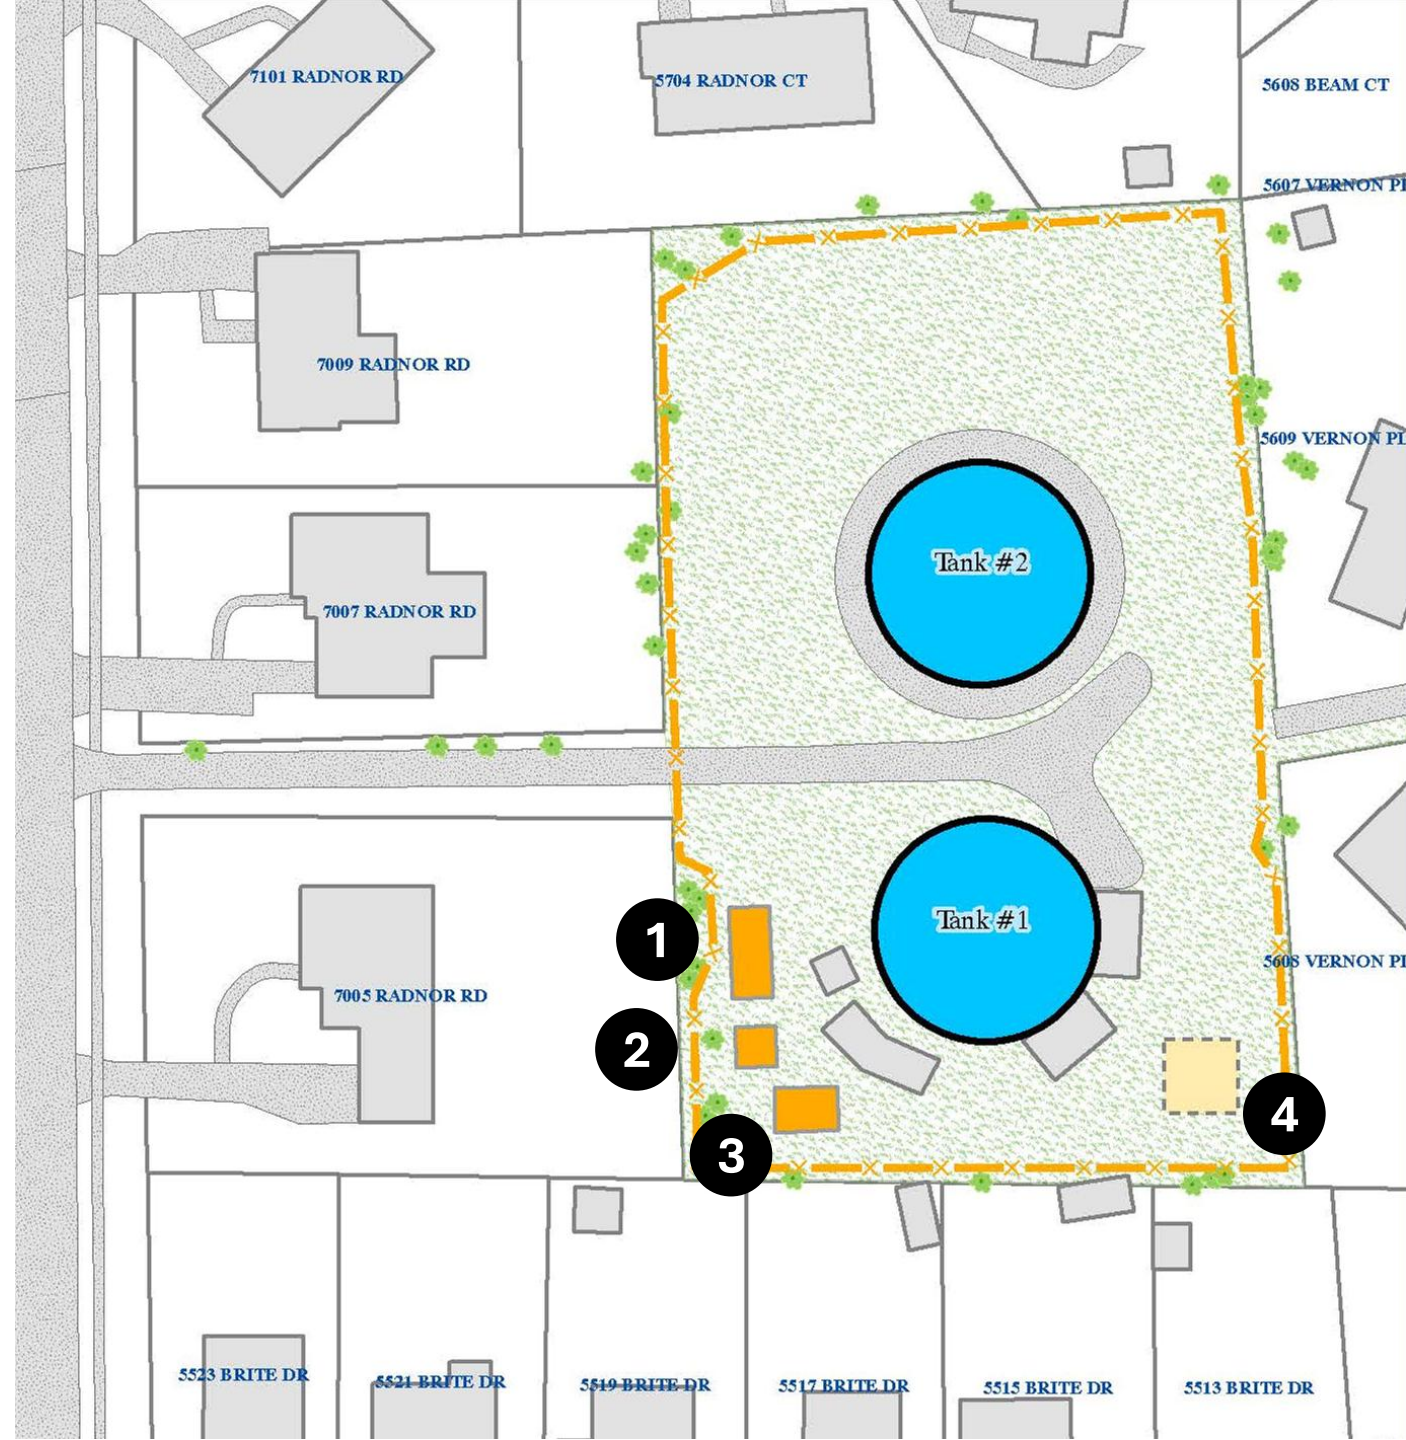 7101 RADNOR RD
5704 RADNOR CT
5608 BEAM CT
5607 VERNON PL
7009 RADNOR RD
5609 VERNON PL
Tank #2
7007 RADNOR RD
Tank #1
1
5608 VERNON PL
7005 RADNOR RD
2
4
3
5523 BRITE DR
5521 BRITE DR
5519 BRITE DR
5517 BRITE DR
5515 BRITE DR
5513 BRITE DR